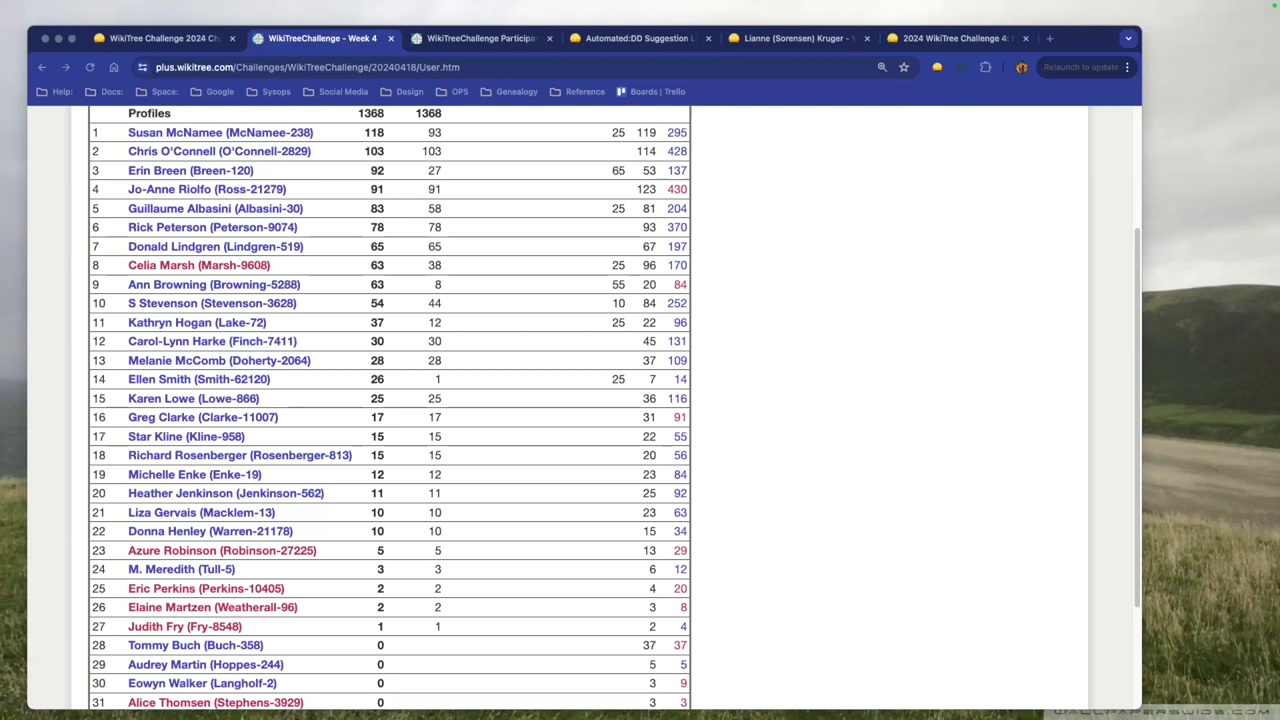 WikiTree Challenge 2024 Ch
WikiTreeChallenge - Week 4
WikiTreeChallenge Participa
Automated:DD Suggestion L
Lianne (Sorensen) Kruger -
2024 WikiTree Challenge 4:
plus.wikitree.com/Challenges/WikiTreeChallenge/20240418/User.htm Relaunch to update
Help: Docs: Space: Google Sysops Social Media Design OPS Genealogy Reference Boards | Trello
Profiles 1368 1368
1 Susan McNamee (McNamee-238) 118 93 25 119 295
2 Chris O'Connell (O'Connell-2829) 103 103 114 428
3 Erin Breen (Breen-120) 92 27 65 53 137
4 Jo-Anne Riolfo (Ross-21279) 91 91 123 430
5 Guillaume Albasini (Albasini-30) 83 58 25 81 204
6 Rick Peterson (Peterson-9074) 78 78 93 370
7 Donald Lindgren (Lindgren-519) 65 65 67 197
8 Celia Marsh (Marsh-9608) 63 38 25 96 170
9 Ann Browning (Browning-5288) 63 8 55 20 84
10 S Stevenson (Stevenson-3628) 54 44 10 84 252
11 Kathryn Hogan (Lake-72) 37 12 25 22 96
12 Carol-Lynn Harke (Finch-7411) 30 30 45 131
13 Melanie McComb (Doherty-2064) 28 28 37 109
14 Ellen Smith (Smith-62120) 26 1 25 7 14
15 Karen Lowe (Lowe-866) 25 25 36 116
16 Greg Clarke (Clarke-11007) 17 17 31 91
17 Star Kline (Kline-958) 15 15 22 55
18 Richard Rosenberger (Rosenberger-813) 15 15 20 56
19 Michelle Enke (Enke-19) 12 12 23 84
20 Heather Jenkinson (Jenkinson-562) 11 11 25 92
21 Liza Gervais (Macklem-13) 10 10 23 63
22 Donna Henley (Warren-21178) 10 10 15 34
23 Azure Robinson (Robinson-27225) 5 5 13 29
24 M. Meredith (Tull-5) 3 3 6 12
25 Eric Perkins (Perkins-10405) 2 2 4 20
26 Elaine Martzen (Weatherall-96) 2 2 3 8
27 Judith Fry (Fry-8548) 1 1 2 4
28 Tommy Buch (Buch-358) 0 37 37
29 Audrey Martin (Hoppes-244) 0 5 5
30 Eowyn Walker (Langholf-2) 0 3 9
31 Alice Thomsen (Stephens-3929) 0 3 3